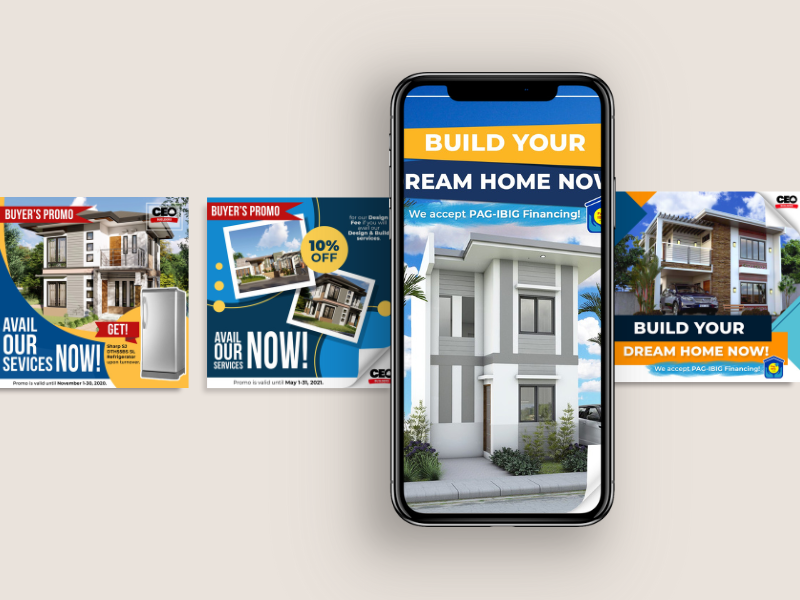 BUYER'S PROMO
CEO
AVAIL
OUR
SEVICES
NOW!
GET!
Sharp SJ
DTH55BS SL
Refrigerator
upon turnover
Promo is valid until November 1-30, 2020.
BUYER'S PROMO
for our Design
Fee if you will
avail our
Design & Build
services.
10%
OFF
AVAIL
OUR
SERVICES
NOW!
Promo is valid until May 1-31, 2021.
CEO
BUILD YOUR
REAM HOME NOW
We accept PAG-IBIG Financing!
CEO
BUILD YOUR
DREAM HOME NOW!
We accept PAG-IBIG Financing!